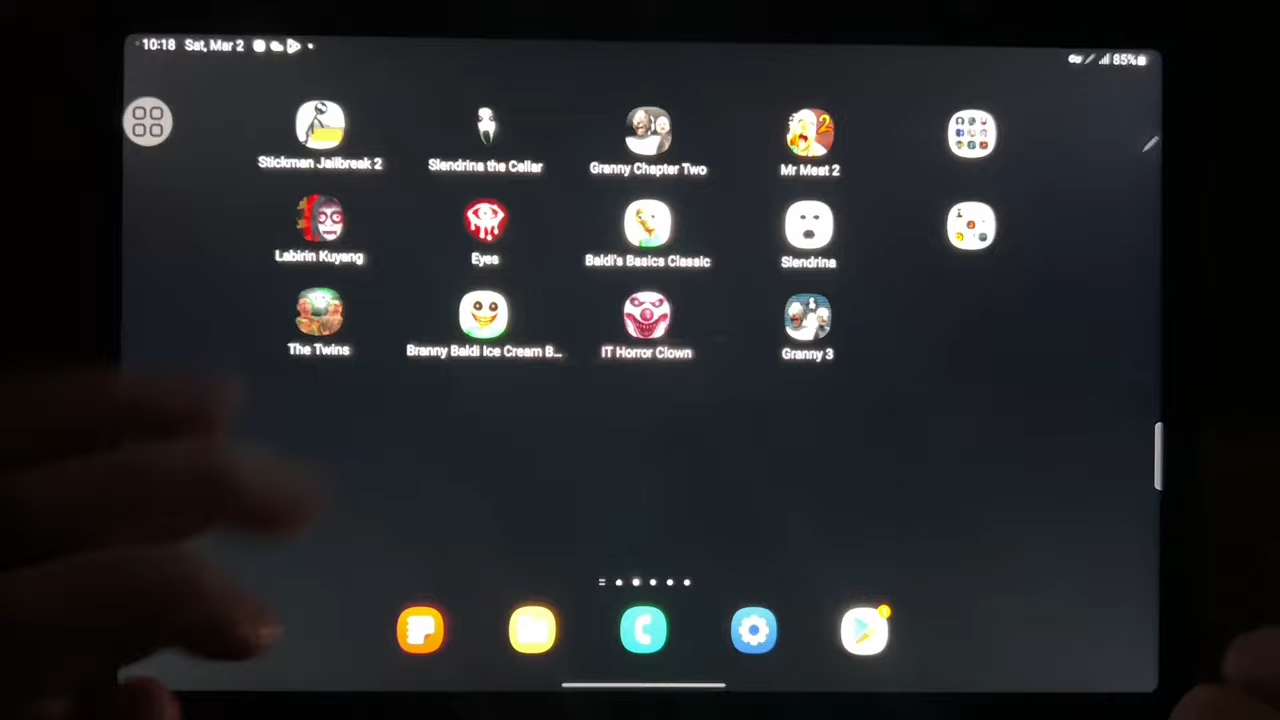 10:18 Sat, Mar 2
85%
Stickman Jailbreak 2
Slendrina the Cellar
Granny Chapter Two
Mr Meat 2
2
Labirin Kuyang
Eyes
Baldi's Basics Classic
Slendrina
The Twins
Branny Baldi Ice Cream B...
IT Horror Clown
Granny 3